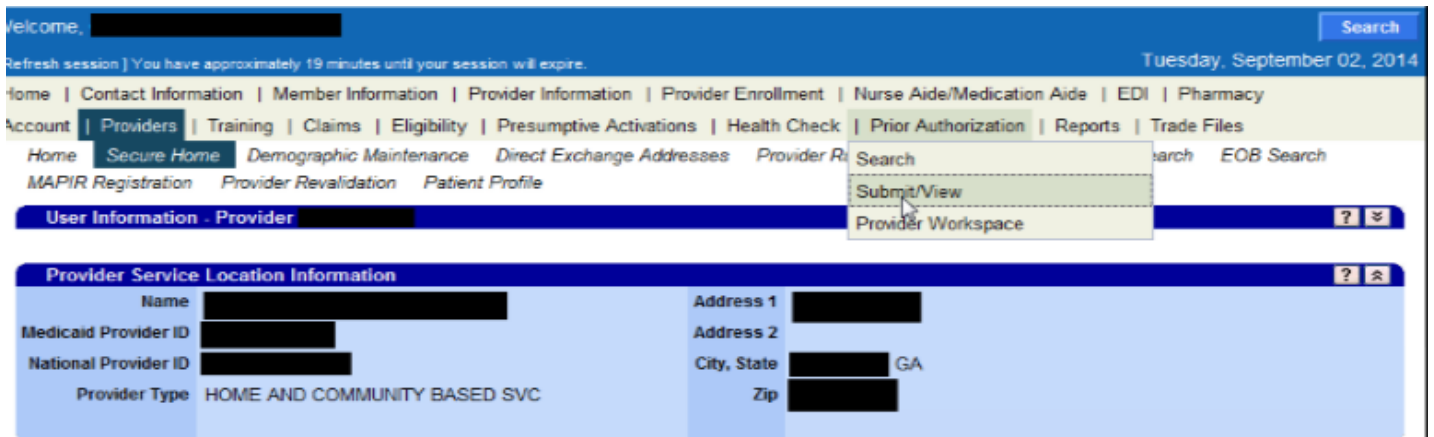 Welcome,
Search
Refresh session ] You have approximately 19 minutes until your session will expire.
Tuesday, September 02, 2014
Home | Contact Information | Member Information | Provider Information | Provider Enrollment | Nurse Aide/Medication Aide | EDI | Pharmacy
Account | Providers | Training | Claims | Eligibility | Presumptive Activations | Health Check | Prior Authorization | Reports | Trade Files
Home Secure Home Demographic Maintenance Direct Exchange Addresses Provider Search EOB Search
MAPIR Registration Provider Revalidation Patient Profile
Search
Submit/View
Provider Workspace
User Information - Provider ?
Provider Service Location Information ?
Name Address 1
Medicaid Provider ID Address 2
National Provider ID City, State GA
Provider Type HOME AND COMMUNITY BASED SVC Zip